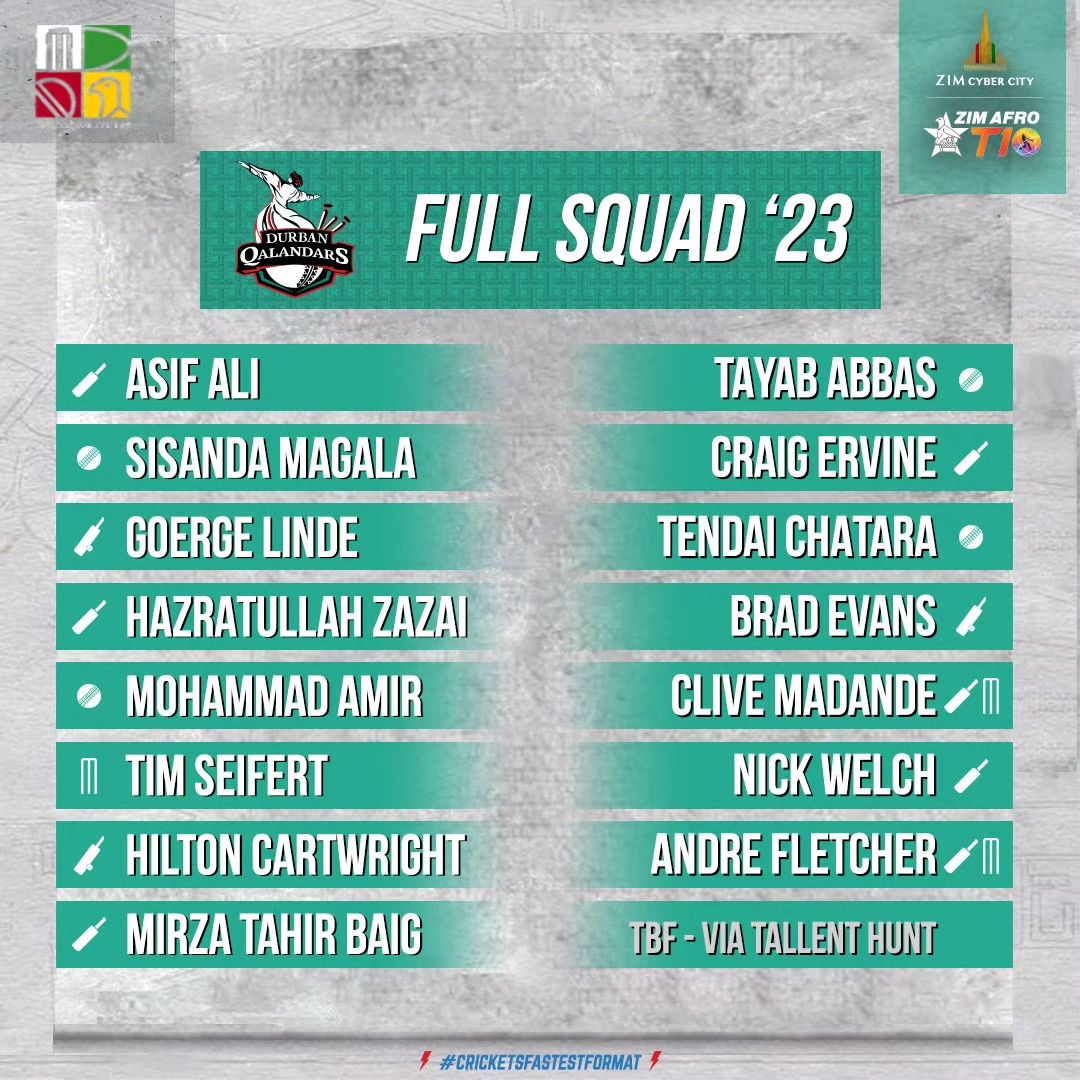 ZIM CYBER CITY
ZIM AFRO
T10
DURBAN
QALANDARS
FULL SQUAD ‘23
ASIF ALI
SISANDA MAGALA
GOERGE LINDE
HAZRATULLAH ZAZAI
MOHAMMAD AMIR
TIM SEIFERT
HILTON CARTWRIGHT
MIRZA TAHIR BAIG
TAYAB ABBAS
CRAIG ERVINE
TENDAI CHATARA
BRAD EVANS
CLIVE MADANDE
NICK WELCH
ANDRE FLETCHER
TBF - VIA TALLENT HUNT
#CRICKETSFASTESTFORMAT